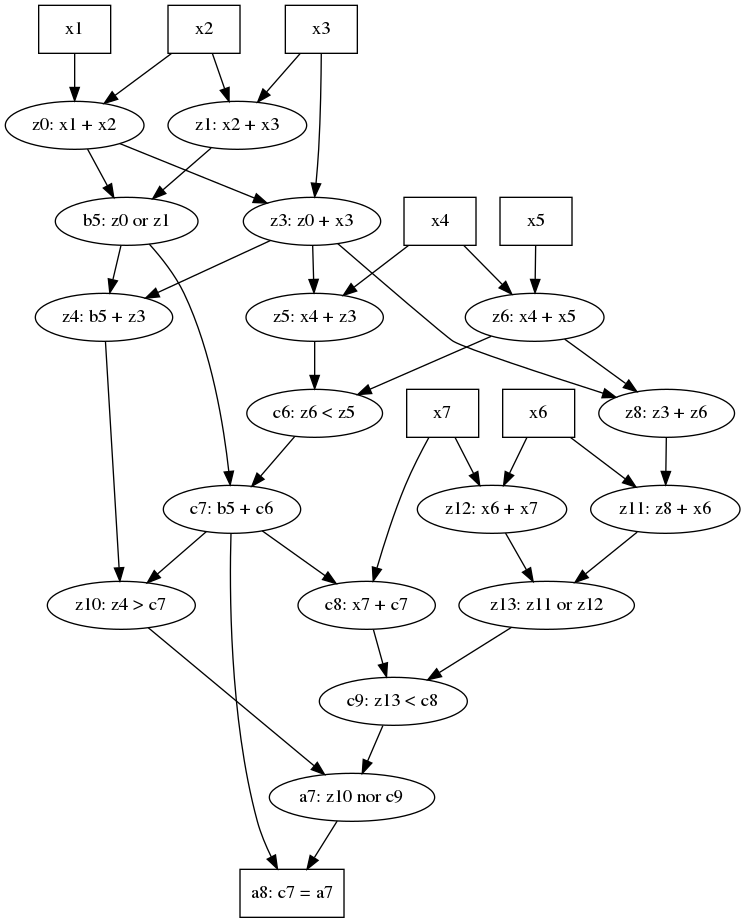 x1 x2 x3
z0: x1 + x2 z1: x2 + x3
b5: z0 or z1 z3: z0 + x3 x4 x5
z4: b5 + z3 z5: x4 + z3 z6: x4 + x5
c6: z6 < z5 x7 x6 z8: z3 + z6
c7: b5 + c6 z12: x6 + x7 z11: z8 + x6
z10: z4 > c7 c8: x7 + c7 z13: z11 or z12
c9: z13 < c8
a7: z10 nor c9
a8: c7 = a7